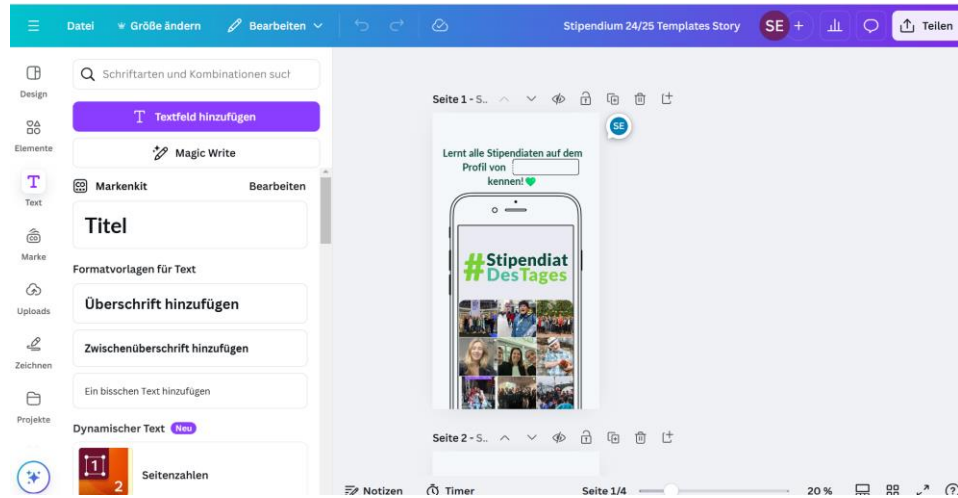 Datei
Größe ändern
Bearbeiten
Stipendium 24/25 Templates Story
SE
+
Teilen
Design
Elemente
Text
Marke
Uploads
Zeichnen
Projekte
Schriftarten und Kombinationen such
T Textfeld hinzufügen
Magic Write
Markenkit
Bearbeiten
Titel
Formatvorlagen für Text
Überschrift hinzufügen
Zwischenüberschrift hinzufügen
Ein bisschen Text hinzufügen
Dynamischer Text Neu
1
2
Seitenzahlen
Seite 1 - S..
SE
Lernt alle Stipendiaten auf dem
Profil von
kennen!
#Stipendiat
DesTages
Seite 2 - S..
Notizen
Timer
Seite 1/4
20 %